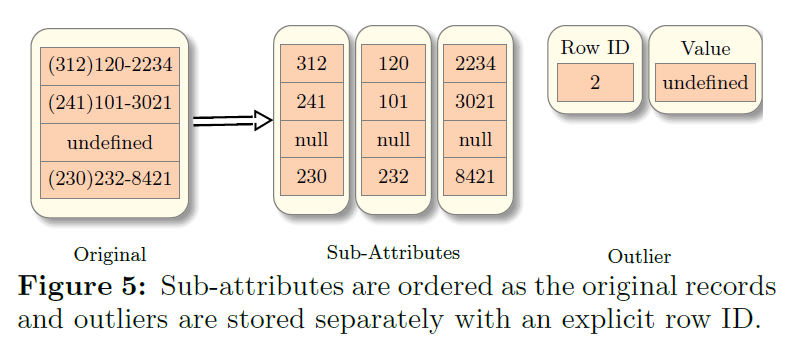 (312)120-2234
(241)101-3021
undefined
(230)232-8421
Original
312
241
null
230
120
101
null
232
2234
3021
null
8421
Sub-Attributes
Row ID
2
Value
undefined
Outlier
Figure 5: Sub-attributes are ordered as the original records
and outliers are stored separately with an explicit row ID.